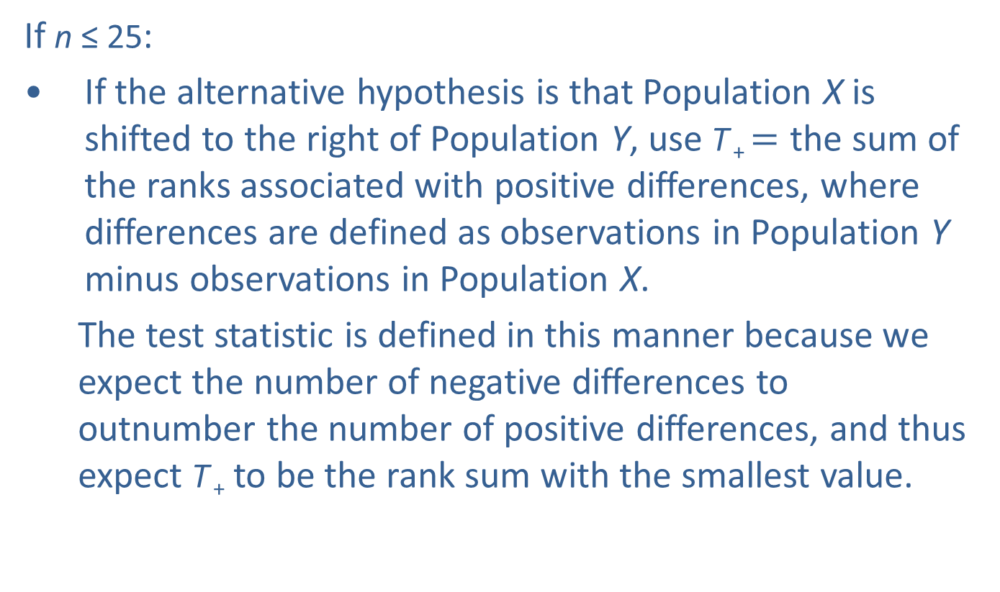 If n ≤ 25:
• If the alternative hypothesis is that Population X is
shifted to the right of Population Y, use T₊ = the sum of
the ranks associated with positive differences, where
differences are defined as observations in Population Y
minus observations in Population X.
The test statistic is defined in this manner because we
expect the number of negative differences to
outnumber the number of positive differences, and thus
expect T₊ to be the rank sum with the smallest value.